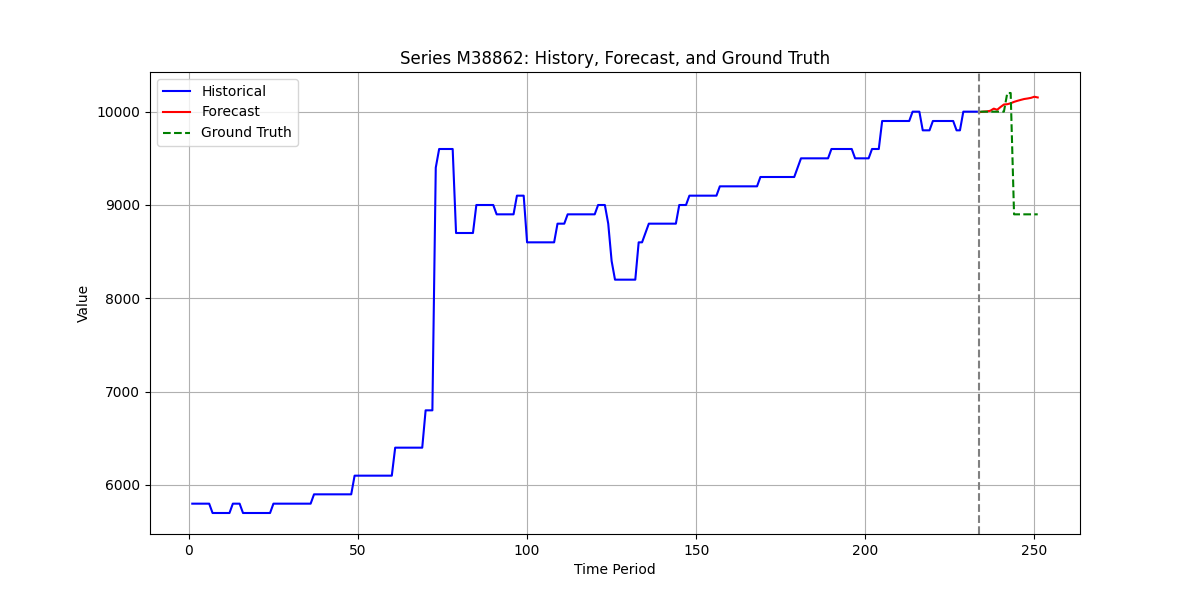 Series M38862: History, Forecast, and Ground Truth
Historical
Forecast
Ground Truth
10000
9000
8000
7000
6000
Value
0 50 100 150 200 250
Time Period